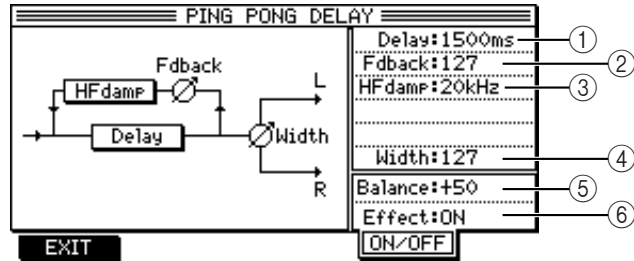 PING PONG DELAY
Fdback
HFdamp
Delay
L
Width
R
Delay:1500ms
Fdback:127
HFdamp:20kHz
Width:127
Balance:+50
Effect:ON
EXIT
ON/OFF
1
2
3
4
5
6